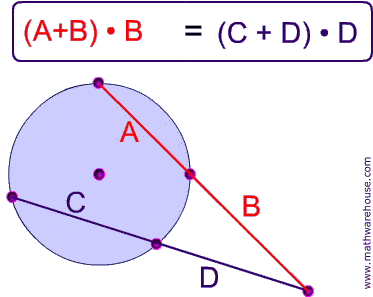 (A+B) • B = (C + D) • D
A
B
C
D
www.mathwarehouse.com